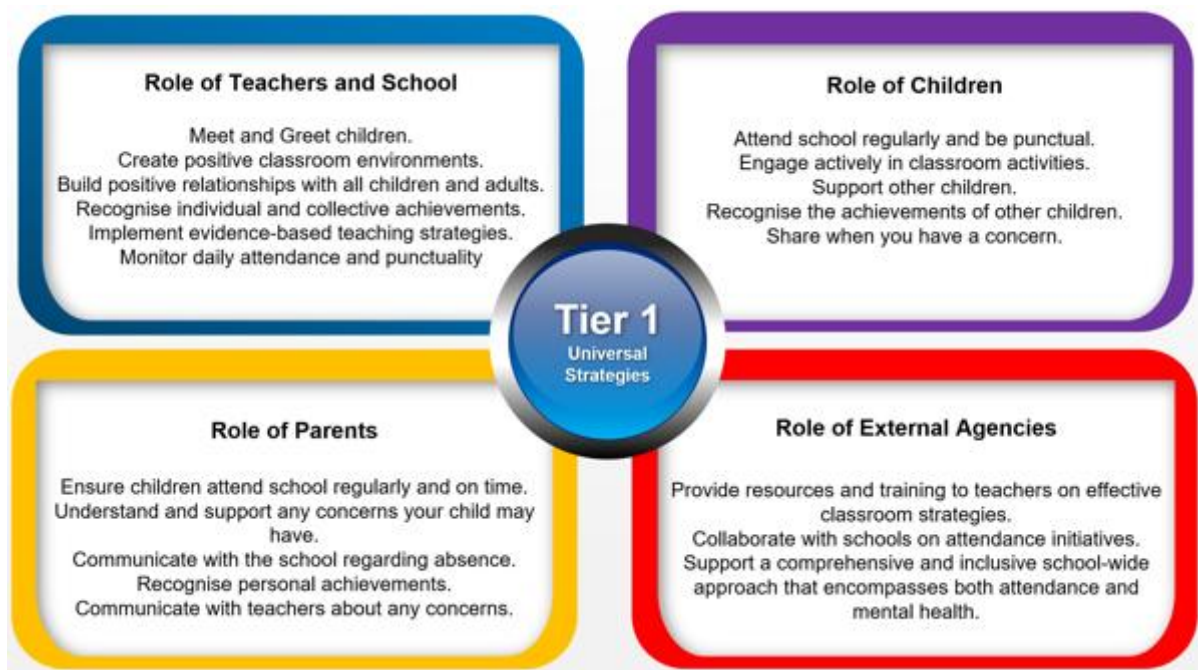 Role of Teachers and School
Meet and Greet children.
Create positive classroom environments.
Build positive relationships with all children and adults.
Recognise individual and collective achievements.
Implement evidence-based teaching strategies.
Monitor daily attendance and punctuality
Role of Children
Attend school regularly and be punctual.
Engage actively in classroom activities.
Support other children.
Recognise the achievements of other children.
Share when you have a concern.
Tier 1
Universal
Strategies
Role of Parents
Ensure children attend school regularly and on time.
Understand and support any concerns your child may
have.
Communicate with the school regarding absence.
Recognise personal achievements.
Communicate with teachers about any concerns.
Role of External Agencies
Provide resources and training to teachers on effective
classroom strategies.
Collaborate with schools on attendance initiatives.
Support a comprehensive and inclusive school-wide
approach that encompasses both attendance and
mental health.